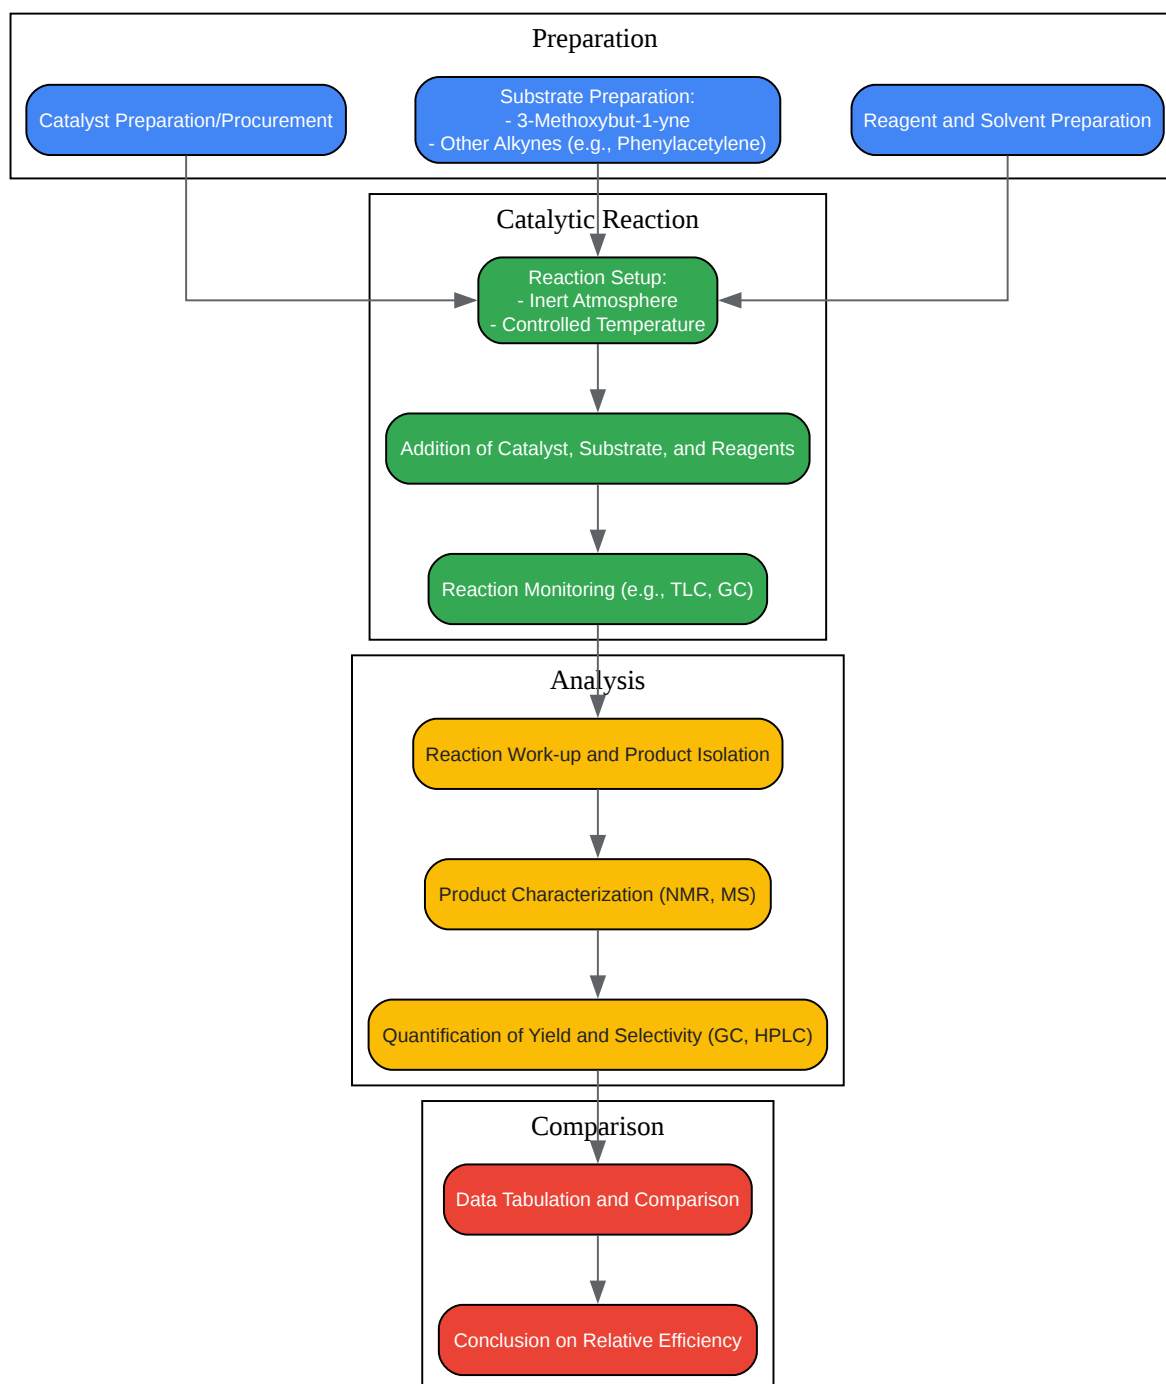 Preparation
Catalyst Preparation/Procurement
Substrate Preparation:
- 3-Methoxybut-1-yne
- Other Alkynes (e.g., Phenylacetylene)
Reagent and Solvent Preparation
Catalytic Reaction
Reaction Setup:
- Inert Atmosphere
- Controlled Temperature
Addition of Catalyst, Substrate, and Reagents
Reaction Monitoring (e.g., TLC, GC)
Analysis
Reaction Work-up and Product Isolation
Product Characterization (NMR, MS)
Quantification of Yield and Selectivity (GC, HPLC)
Comparison
Data Tabulation and Comparison
Conclusion on Relative Efficiency